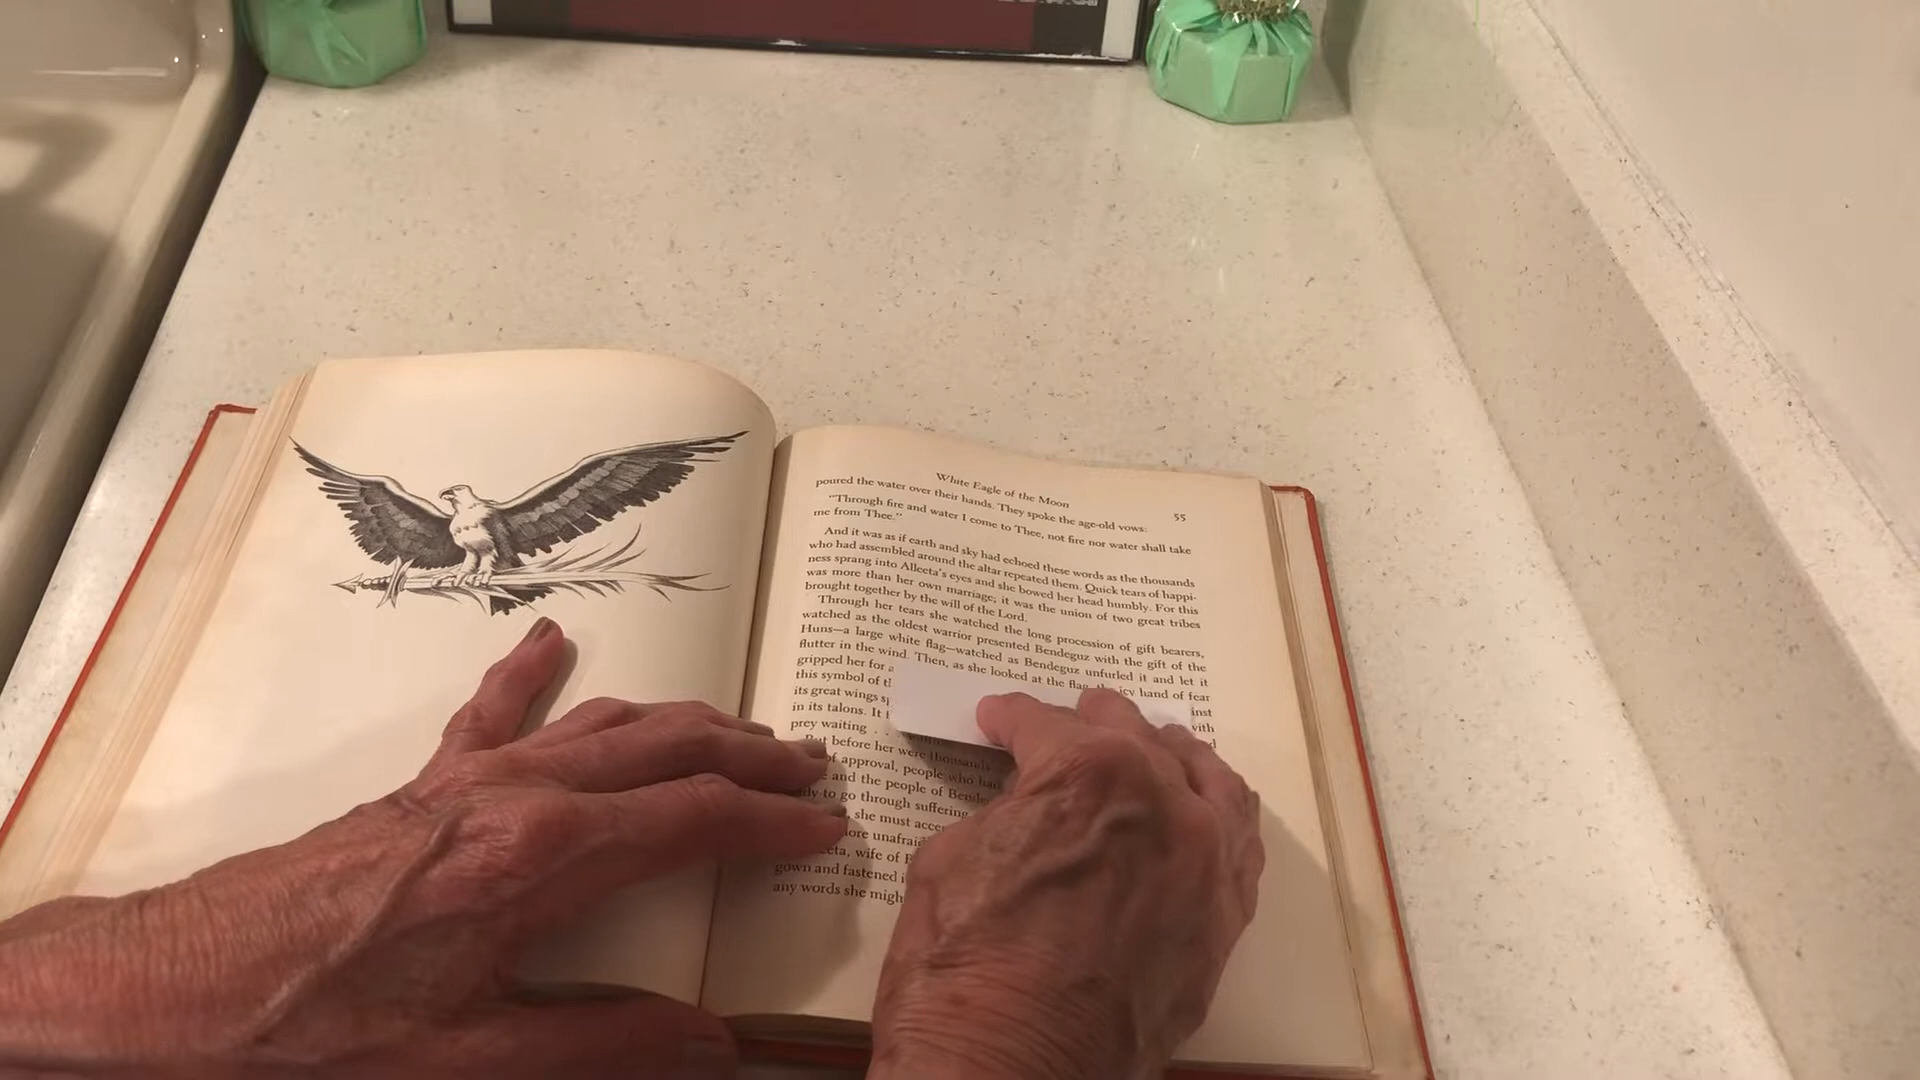 White Eagle of the Moon
55
poured the water over their hands. They spoke the age-old vows:
"Through fire and water I come to Thee, not fire nor water shall take
me from Thee."
And it was as if earth and sky had echoed these words as the thousands
who had assembled around the altar repeated them. Quick tears of happi-
ness sprang into Alleeta's eyes and she bowed her head humbly. For this
was more than her own marriage; it was the union of two great tribes
brought together by the will of the Lord.
Through her tears she watched the long procession of gift bearers,
watched as the oldest warrior presented Bendeguz with the gift of the
Huns—a large white flag—watched as Bendeguz unfurled it and let it
flutter in the wind. Then, as she looked at the flag, the icy hand of fear
gripped her for a
this symbol of inst
its great wings with
in its talons. It
prey waiting . . .
But before her were thousands
of approval, people who
and the people of
to go through suffering
she must
more
wife of
gown and fastened
any words she